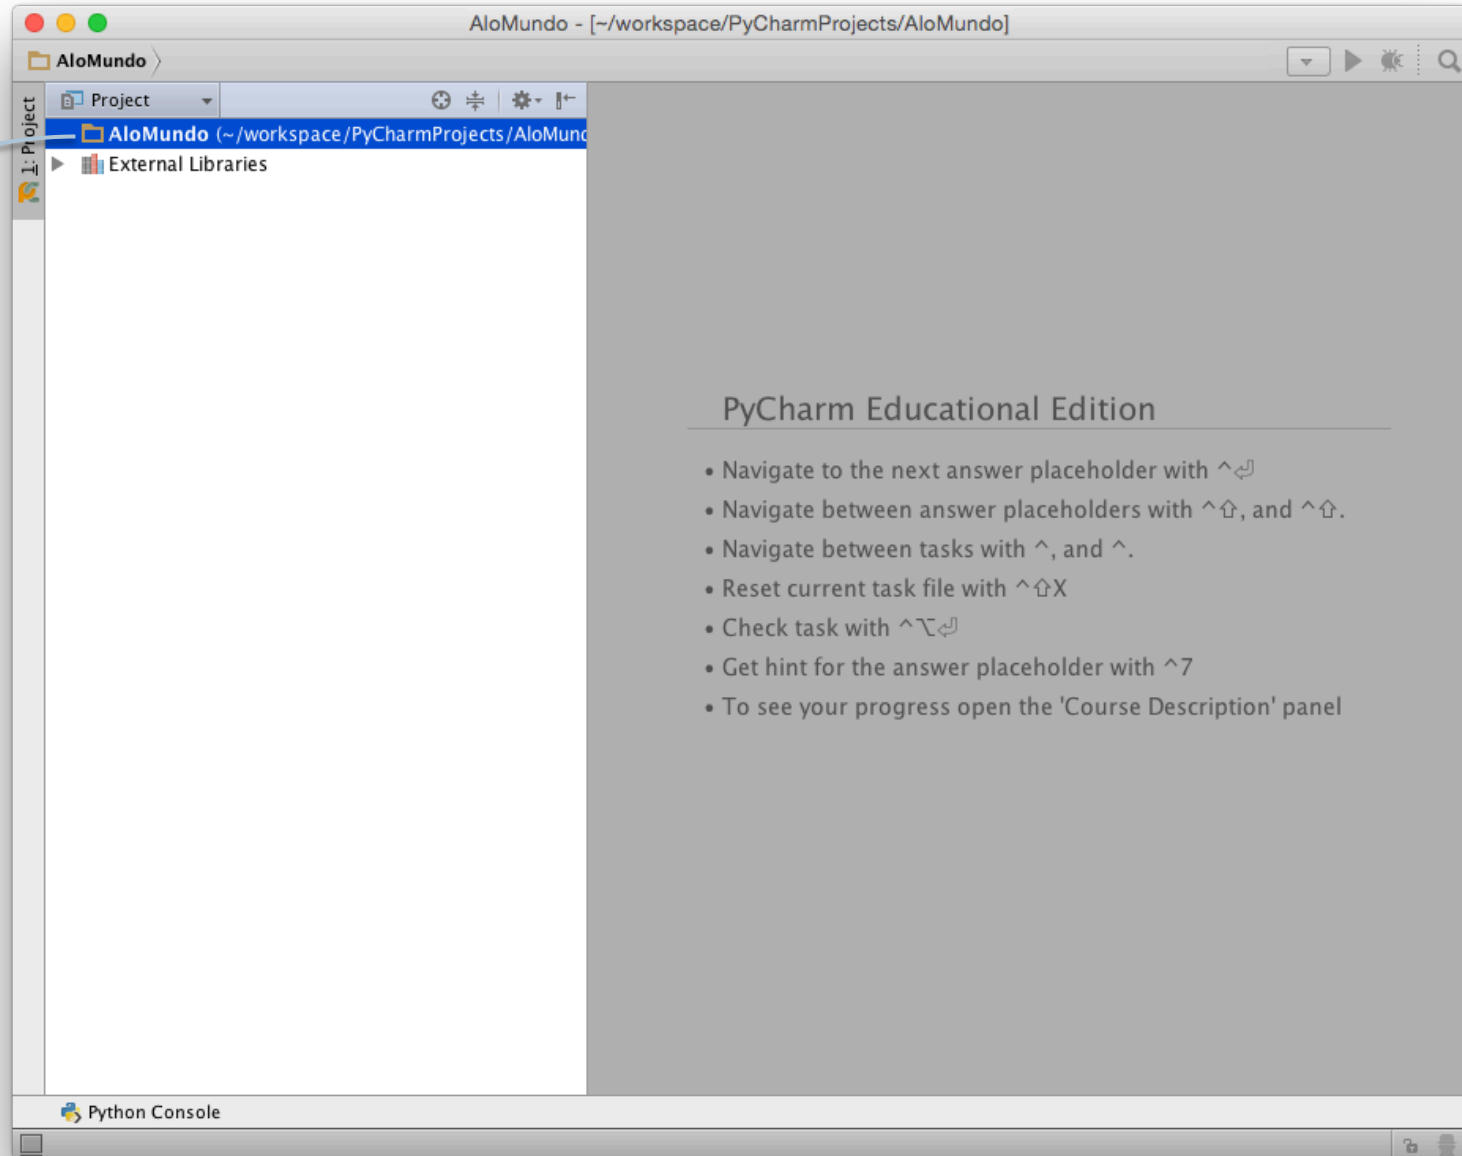 AloMundo - [~/workspace/PyCharmProjects/AloMundo]
AloMundo
1: Project
Project
AloMundo (~/workspace/PyCharmProjects/AloMund
External Libraries
PyCharm Educational Edition
• Navigate to the next answer placeholder with ^⏎
• Navigate between answer placeholders with ^⇧, and ^⇧.
• Navigate between tasks with ^, and ^.
• Reset current task file with ^⇧X
• Check task with ^⌥⏎
• Get hint for the answer placeholder with ^7
• To see your progress open the 'Course Description' panel
Python Console